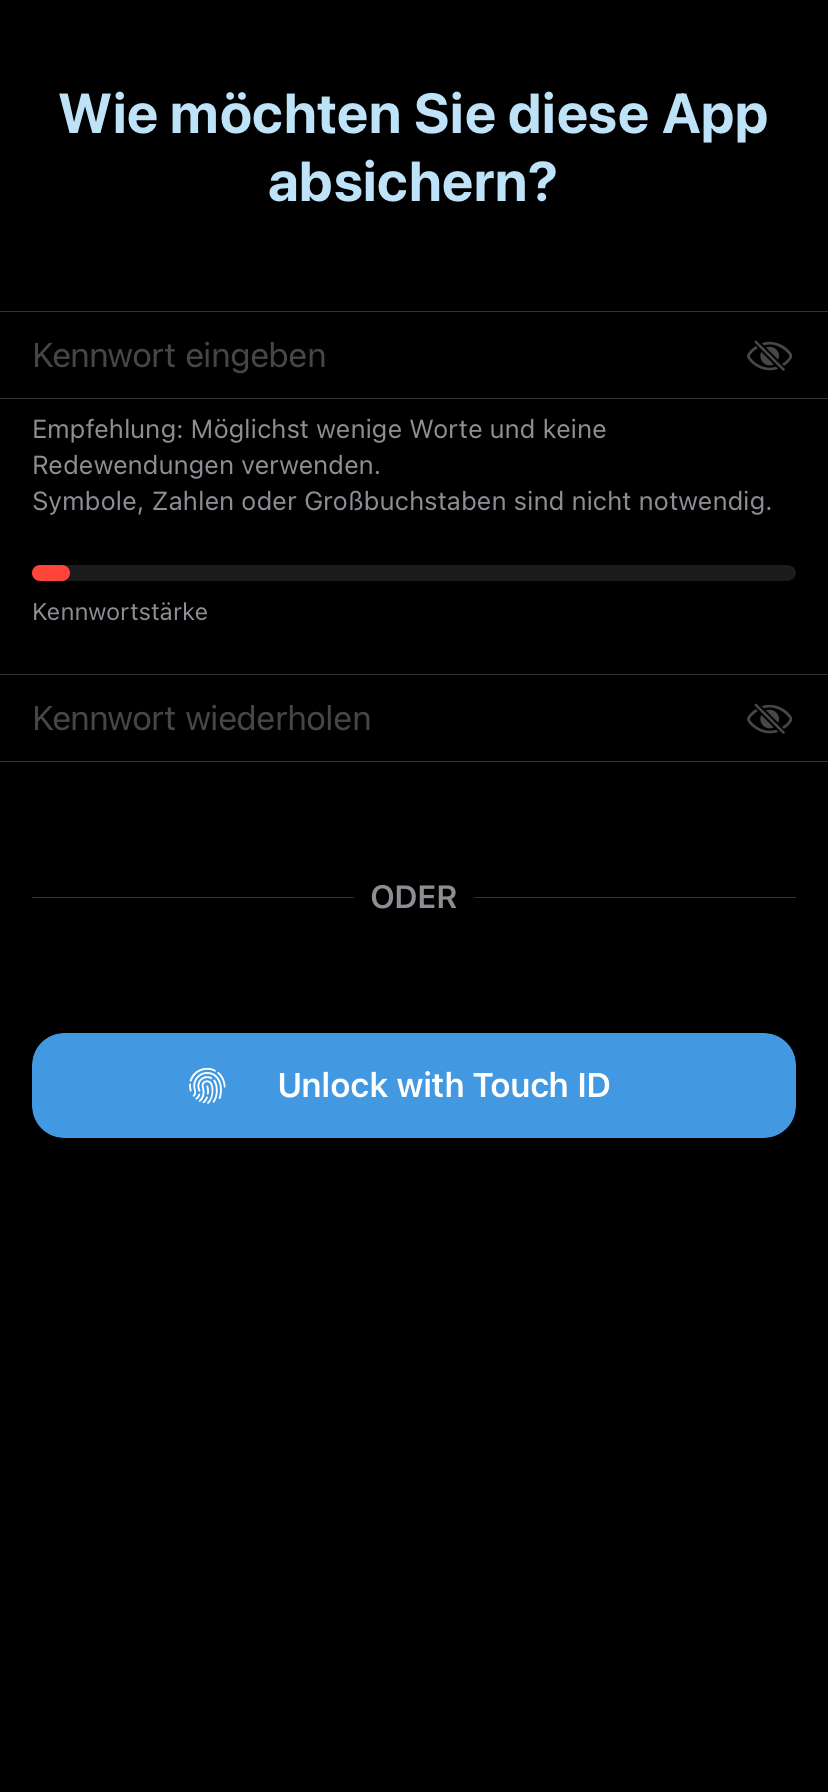 Wie möchten Sie diese App
absichern?
Kennwort eingeben
Empfehlung: Möglichst wenige Worte und keine
Redewendungen verwenden.
Symbole, Zahlen oder Großbuchstaben sind nicht notwendig.
Kennwortstärke
Kennwort wiederholen
ODER
Unlock with Touch ID